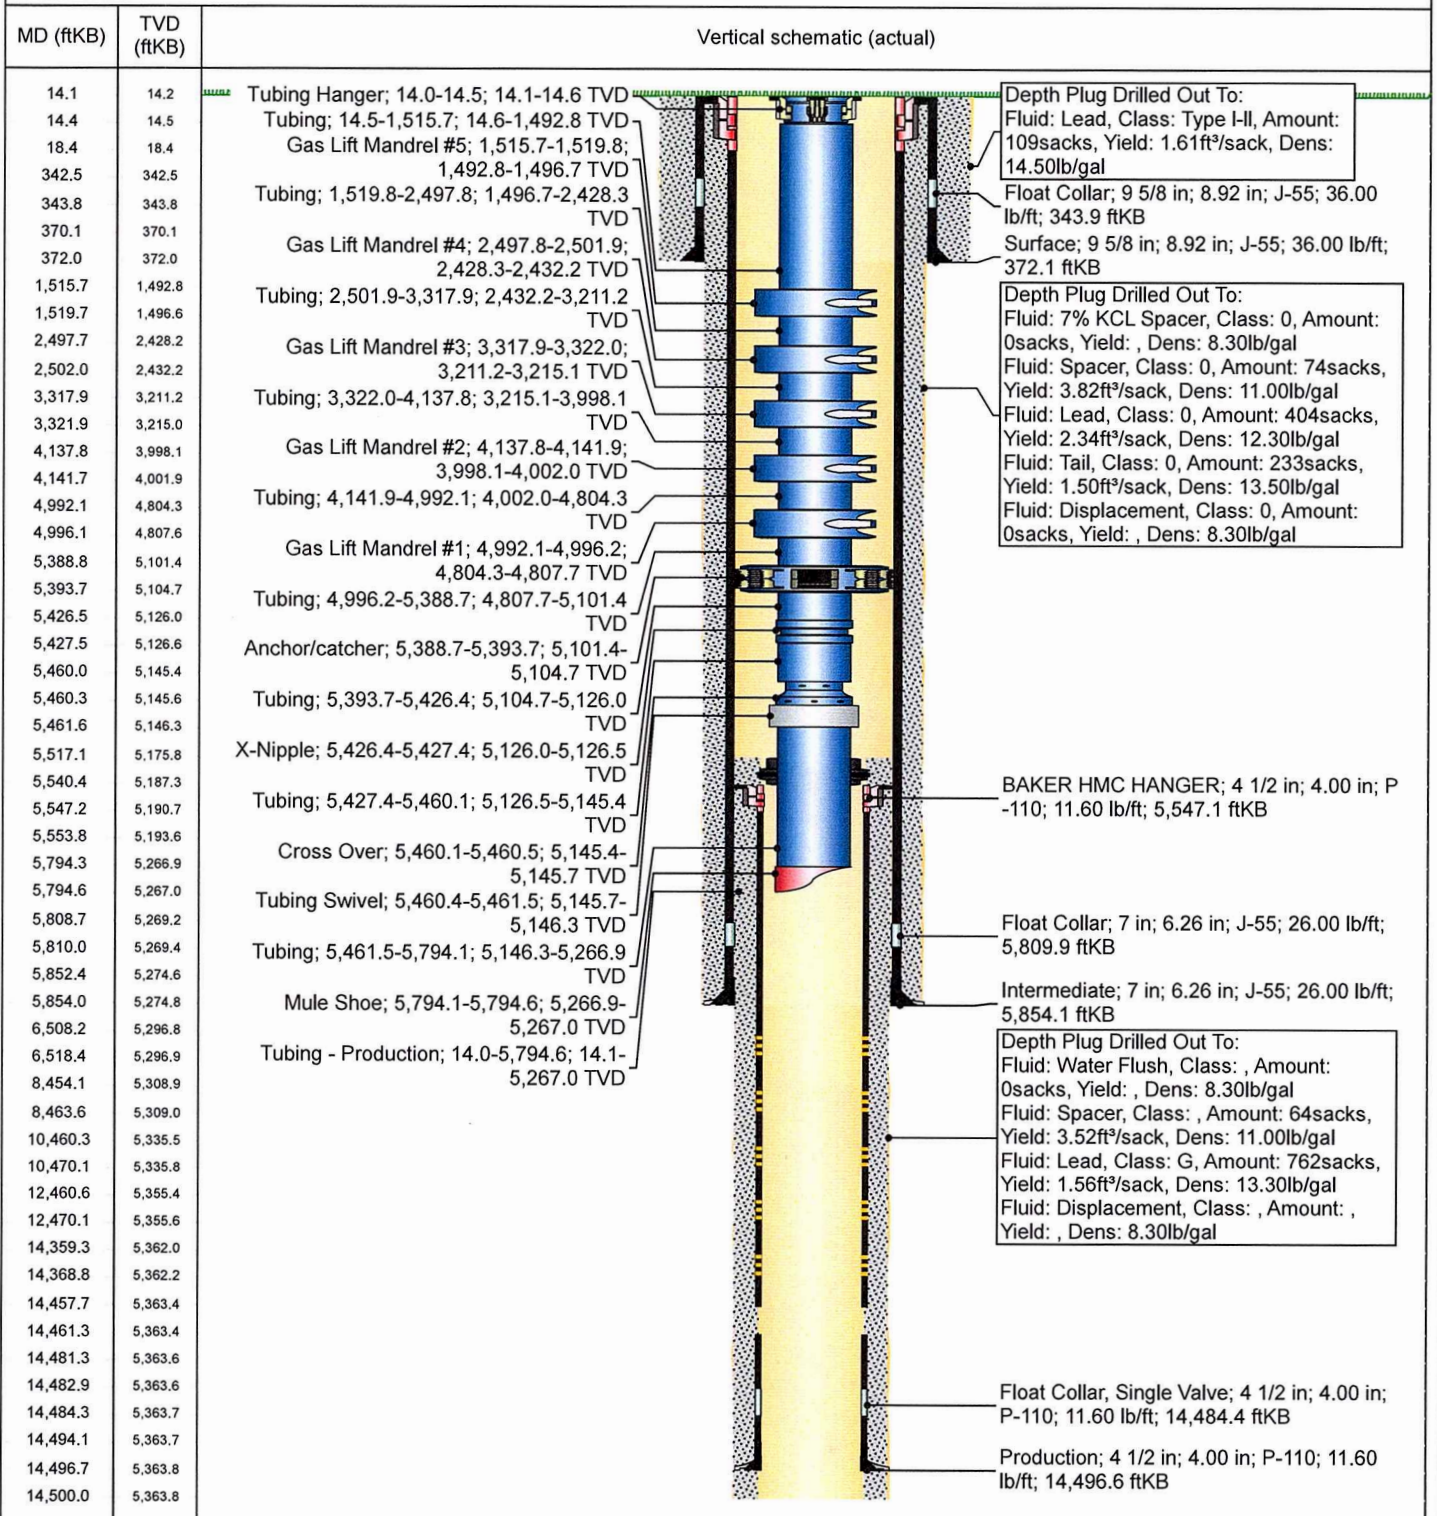 MD (ftKB)
TVD
(ftKB)
Vertical schematic (actual)
14.1 14.2
14.4 14.5
18.4 18.4
342.5 342.5
343.8 343.8
370.1 370.1
372.0 372.0
1,515.7 1,492.8
1,519.7 1,496.6
2,497.7 2,428.2
2,502.0 2,432.2
3,317.9 3,211.2
3,321.9 3,215.0
4,137.8 3,998.1
4,141.7 4,001.9
4,992.1 4,804.3
4,996.1 4,807.6
5,388.8 5,101.4
5,393.7 5,104.7
5,426.5 5,126.0
5,427.5 5,126.6
5,460.0 5,145.4
5,460.3 5,145.6
5,461.6 5,146.3
5,517.1 5,175.8
5,540.4 5,187.3
5,547.2 5,190.7
5,553.8 5,193.6
5,794.3 5,266.9
5,794.6 5,267.0
5,808.7 5,269.2
5,810.0 5,269.4
5,852.4 5,274.6
5,854.0 5,274.8
6,508.2 5,296.8
6,518.4 5,296.9
8,454.1 5,308.9
8,463.6 5,309.0
10,460.3 5,335.5
10,470.1 5,335.8
12,460.6 5,355.4
12,470.1 5,355.6
14,359.3 5,362.0
14,368.8 5,362.2
14,457.7 5,363.4
14,461.3 5,363.4
14,481.3 5,363.6
14,482.9 5,363.6
14,484.3 5,363.7
14,494.1 5,363.7
14,496.7 5,363.8
14,500.0 5,363.8
Tubing Hanger; 14.0-14.5; 14.1-14.6 TVD
Tubing; 14.5-1,515.7; 14.6-1,492.8 TVD
Gas Lift Mandrel #5; 1,515.7-1,519.8;
1,492.8-1,496.7 TVD
Tubing; 1,519.8-2,497.8; 1,496.7-2,428.3
TVD
Gas Lift Mandrel #4; 2,497.8-2,501.9;
2,428.3-2,432.2 TVD
Tubing; 2,501.9-3,317.9; 2,432.2-3,211.2
TVD
Gas Lift Mandrel #3; 3,317.9-3,322.0;
3,211.2-3,215.1 TVD
Tubing; 3,322.0-4,137.8; 3,215.1-3,998.1
TVD
Gas Lift Mandrel #2; 4,137.8-4,141.9;
3,998.1-4,002.0 TVD
Tubing; 4,141.9-4,992.1; 4,002.0-4,804.3
TVD
Gas Lift Mandrel #1; 4,992.1-4,996.2;
4,804.3-4,807.7 TVD
Tubing; 4,996.2-5,388.7; 4,807.7-5,101.4
TVD
Anchor/catcher; 5,388.7-5,393.7; 5,101.4-
5,104.7 TVD
Tubing; 5,393.7-5,426.4; 5,104.7-5,126.0
TVD
X-Nipple; 5,426.4-5,427.4; 5,126.0-5,126.5
TVD
Tubing; 5,427.4-5,460.1; 5,126.5-5,145.4
TVD
Cross Over; 5,460.1-5,460.5; 5,145.4-
5,145.7 TVD
Tubing Swivel; 5,460.4-5,461.5; 5,145.7-
5,146.3 TVD
Tubing; 5,461.5-5,794.1; 5,146.3-5,266.9
TVD
Mule Shoe; 5,794.1-5,794.6; 5,266.9-
5,267.0 TVD
Tubing - Production; 14.0-5,794.6; 14.1-
5,267.0 TVD
Depth Plug Drilled Out To:
Fluid: Lead, Class: Type I-II, Amount:
109sacks, Yield: 1.61ft³/sack, Dens:
14.50lb/gal
Float Collar; 9 5/8 in; 8.92 in; J-55; 36.00
lb/ft; 343.9 ftKB
Surface; 9 5/8 in; 8.92 in; J-55; 36.00 lb/ft;
372.1 ftKB
Depth Plug Drilled Out To:
Fluid: 7% KCL Spacer, Class: 0, Amount:
0sacks, Yield: , Dens: 8.30lb/gal
Fluid: Spacer, Class: 0, Amount: 74sacks,
Yield: 3.82ft³/sack, Dens: 11.00lb/gal
Fluid: Lead, Class: 0, Amount: 404sacks,
Yield: 2.34ft³/sack, Dens: 12.30lb/gal
Fluid: Tail, Class: 0, Amount: 233sacks,
Yield: 1.50ft³/sack, Dens: 13.50lb/gal
Fluid: Displacement, Class: 0, Amount:
0sacks, Yield: , Dens: 8.30lb/gal
BAKER HMC HANGER; 4 1/2 in; 4.00 in; P
-110; 11.60 lb/ft; 5,547.1 ftKB
Float Collar; 7 in; 6.26 in; J-55; 26.00 lb/ft;
5,809.9 ftKB
Intermediate; 7 in; 6.26 in; J-55; 26.00 lb/ft;
5,854.1 ftKB
Depth Plug Drilled Out To:
Fluid: Water Flush, Class: , Amount:
0sacks, Yield: , Dens: 8.30lb/gal
Fluid: Spacer, Class: , Amount: 64sacks,
Yield: 3.52ft³/sack, Dens: 11.00lb/gal
Fluid: Lead, Class: G, Amount: 762sacks,
Yield: 1.56ft³/sack, Dens: 13.30lb/gal
Fluid: Displacement, Class: , Amount: ,
Yield: , Dens: 8.30lb/gal
Float Collar, Single Valve; 4 1/2 in; 4.00 in;
P-110; 11.60 lb/ft; 14,484.4 ftKB
Production; 4 1/2 in; 4.00 in; P-110; 11.60
lb/ft; 14,496.6 ftKB